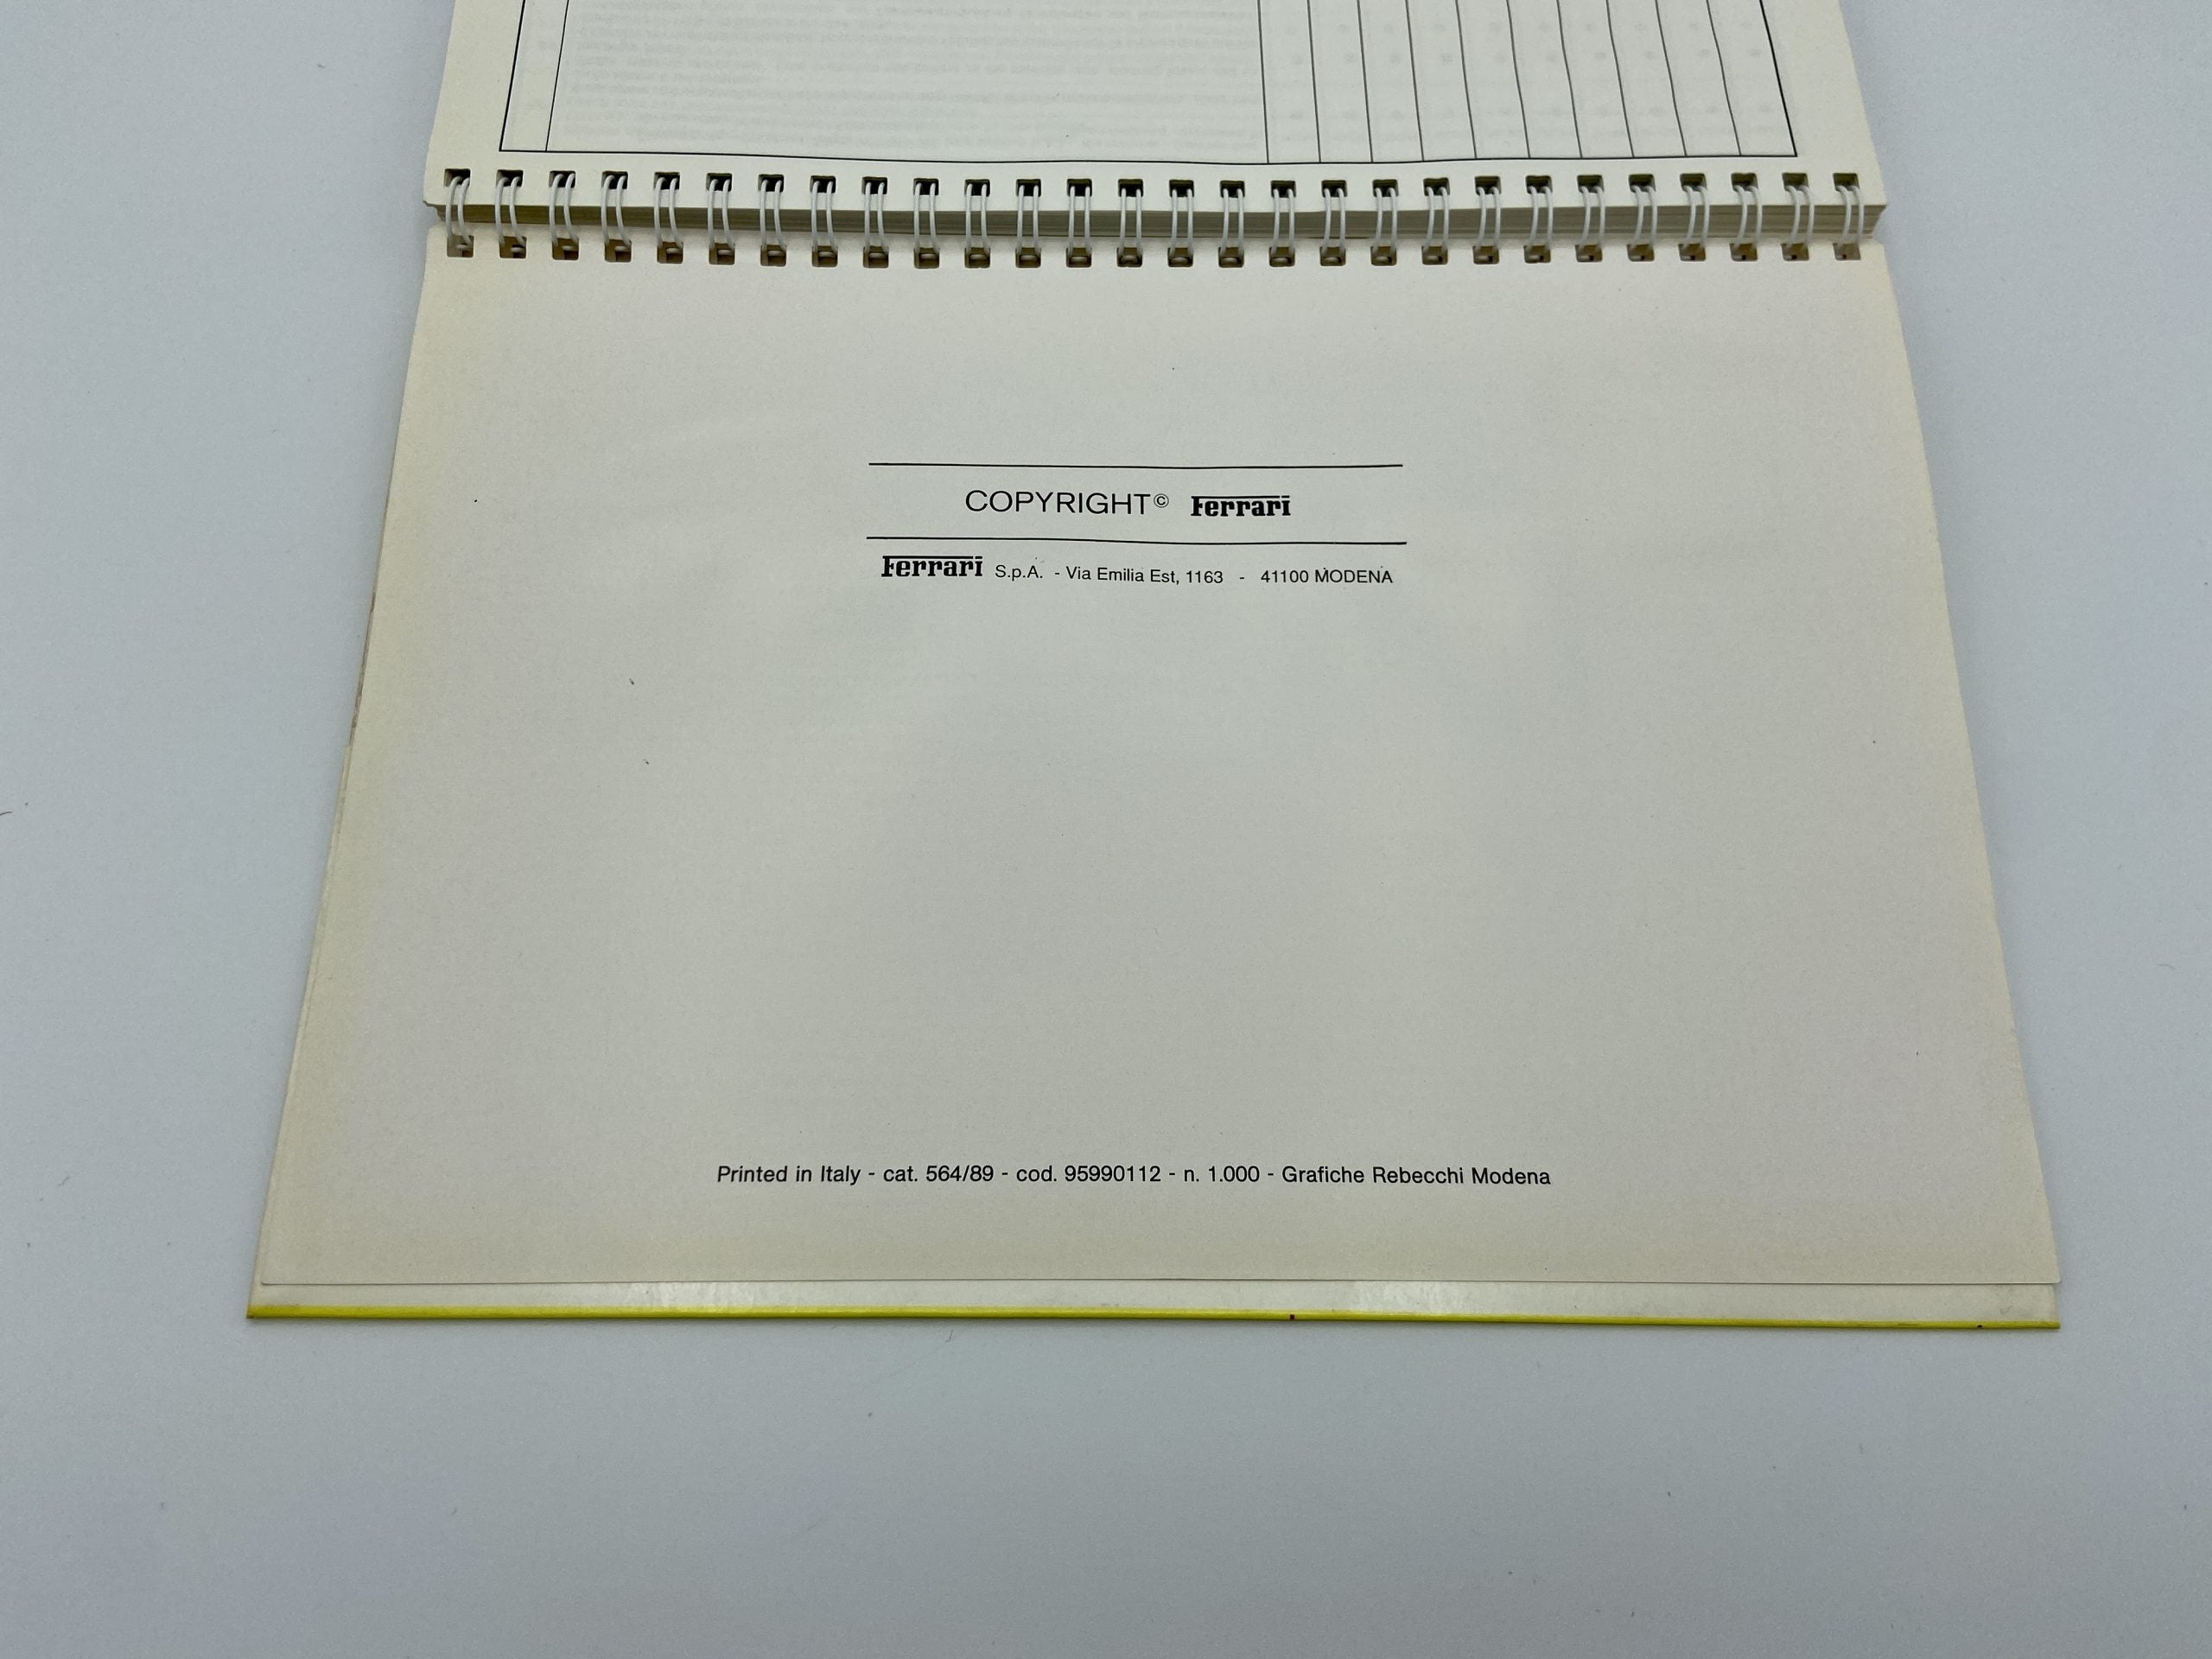 COPYRIGHT© Ferrari
Ferrari S.p.A. - Via Emilia Est, 1163 - 41100 MODENA
Printed in Italy - cat. 564/89 - cod. 95990112 - n. 1.000 - Grafiche Rebecchi Modena